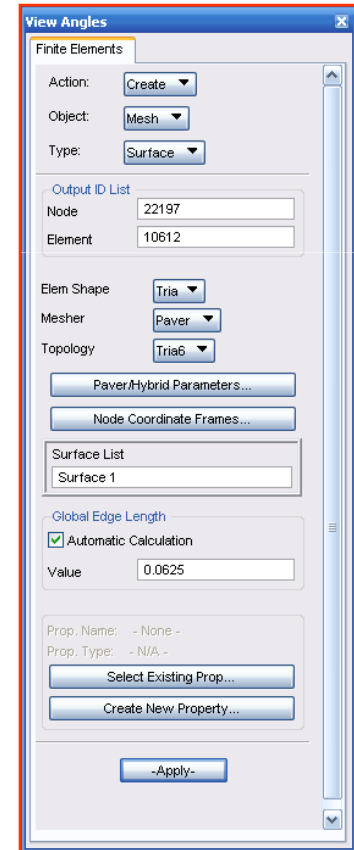 View Angles
Finite Elements
Action: Create
Object: Mesh
Type: Surface
Output ID List
Node 22197
Element 10612
Elem Shape Tria
Mesher Paver
Topology Tria6
Paver/Hybrid Parameters...
Node Coordinate Frames...
Surface List
Surface 1
Global Edge Length
Automatic Calculation
Value 0.0625
Prop. Name: - None -
Prop. Type: - N/A -
Select Existing Prop...
Create New Property...
-Apply-